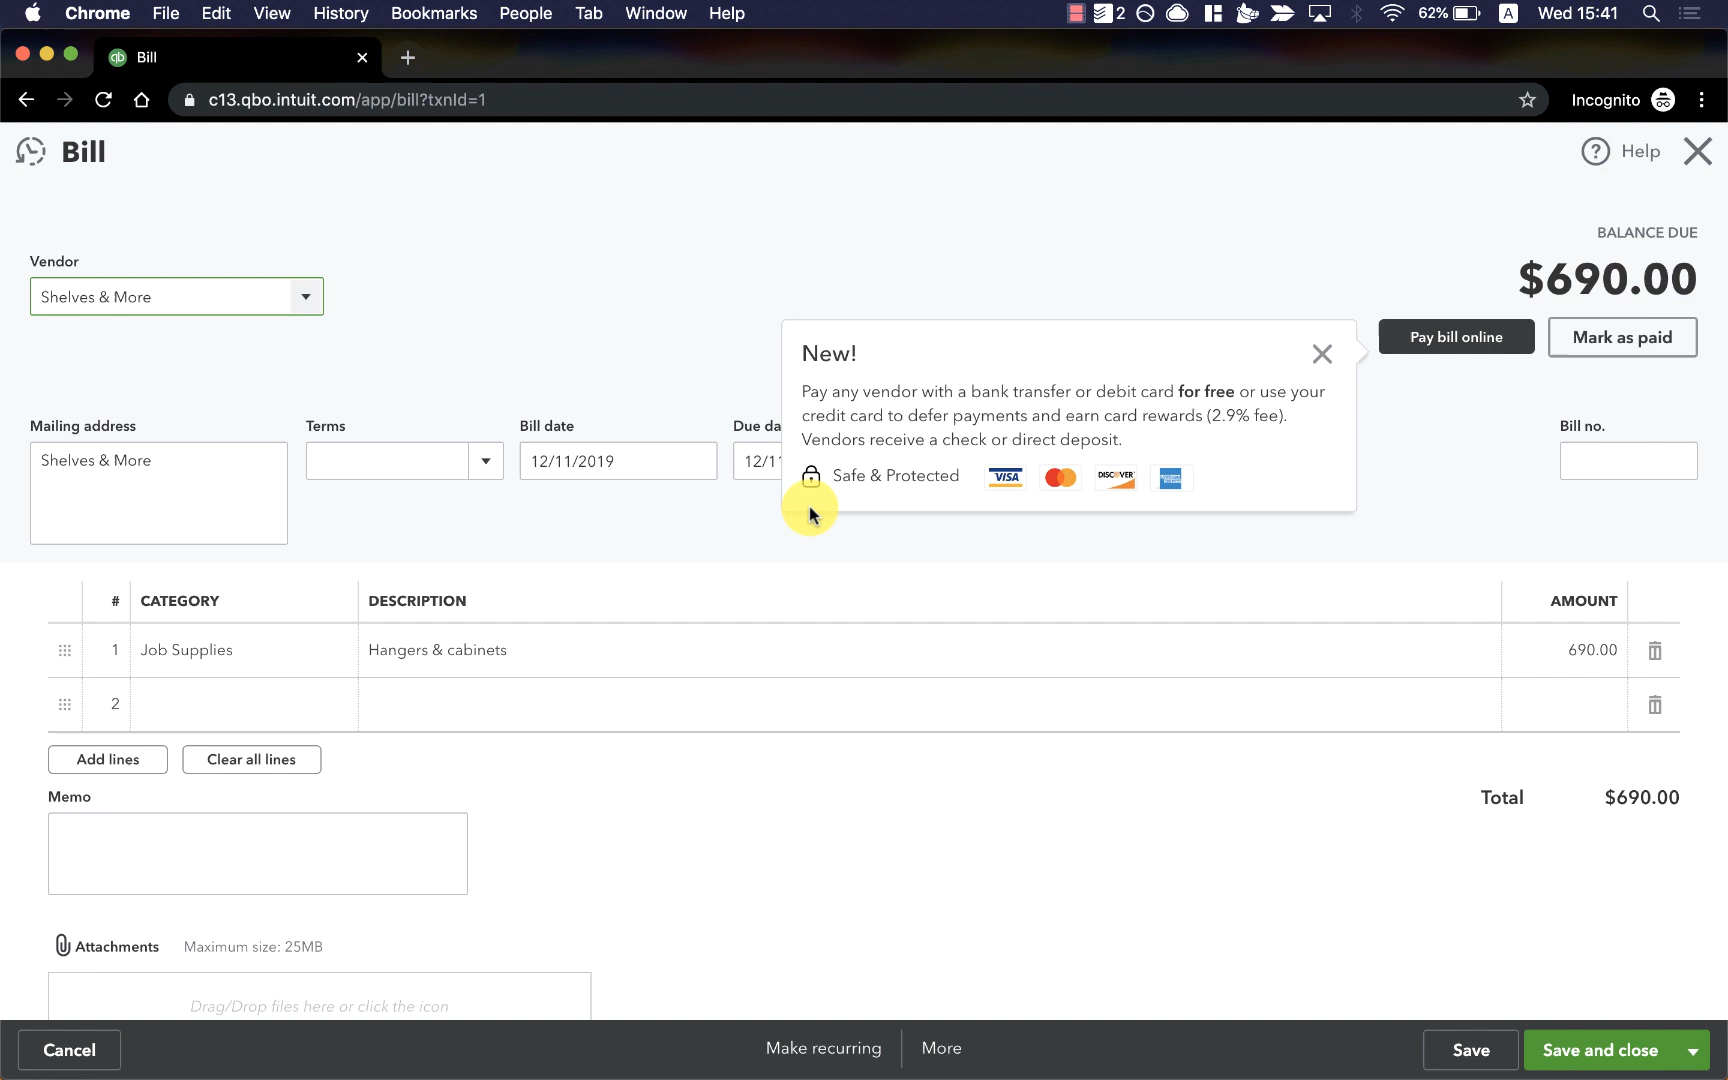 Chrome File Edit View History Bookmarks People Tab Window Help 2 62% A Wed 15:41
qb Bill
c13.qbo.intuit.com/app/bill?txnId=1 Incognito
Bill Help
BALANCE DUE
$690.00
Vendor
Shelves & More
Pay bill online Mark as paid
New!
Pay any vendor with a bank transfer or debit card for free or use your
credit card to defer payments and earn card rewards (2.9% fee).
Vendors receive a check or direct deposit.
Safe & Protected VISA DISCOVER
Mailing address Terms Bill date Due da Bill no.
Shelves & More 12/11/2019 12/11
# CATEGORY DESCRIPTION AMOUNT
1 Job Supplies Hangers & cabinets 690.00
2
Add lines Clear all lines
Memo Total $690.00
Attachments Maximum size: 25MB
Drag/Drop files here or click the icon
Cancel Make recurring More Save Save and close